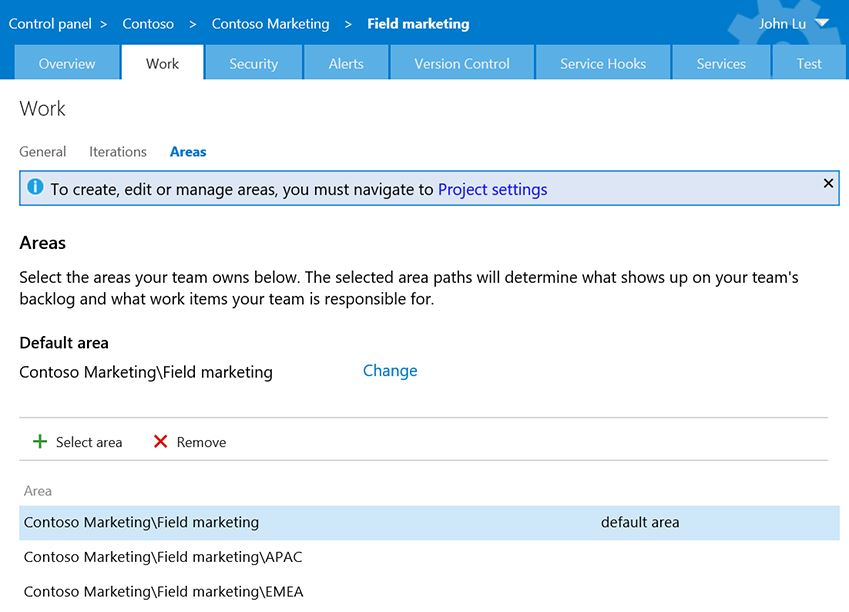 Control panel > Contoso > Contoso Marketing > Field marketing John Lu
Overview Work Security Alerts Version Control Service Hooks Services Test
Work
General Iterations Areas
To create, edit or manage areas, you must navigate to Project settings
Areas
Select the areas your team owns below. The selected area paths will determine what shows up on your team's
backlog and what work items your team is responsible for.
Default area
Contoso Marketing\Field marketing Change
Select area Remove
Area
Contoso Marketing\Field marketing default area
Contoso Marketing\Field marketing\APAC
Contoso Marketing\Field marketing\EMEA